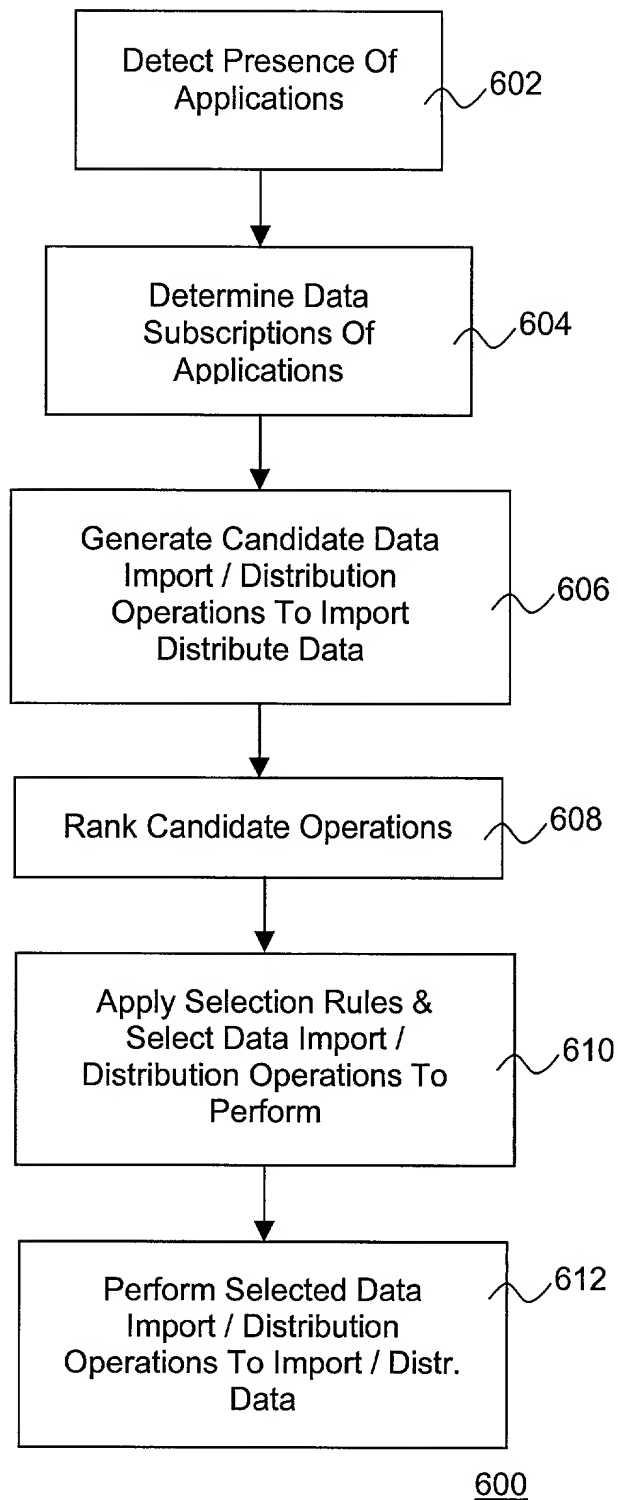 Detect Presence Of
Applications
602
Determine Data
Subscriptions Of
Applications
604
Generate Candidate Data
Import / Distribution
Operations To Import
Distribute Data
606
Rank Candidate Operations
608
Apply Selection Rules &
Select Data Import /
Distribution Operations To
Perform
610
Perform Selected Data
Import / Distribution
Operations To Import / Distr.
Data
612
600